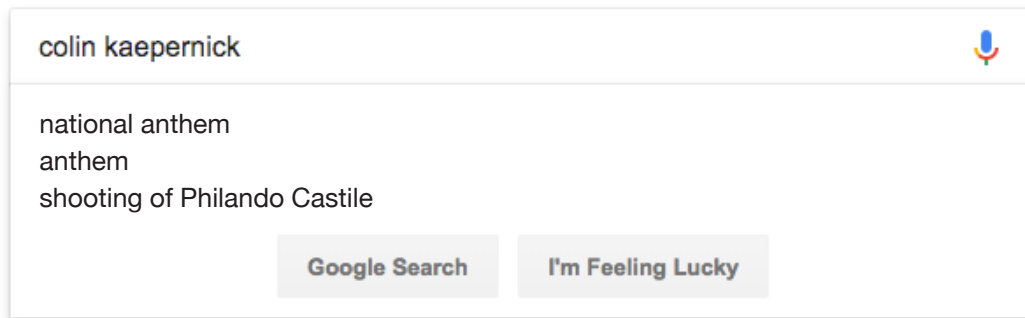 colin kaepernick
national anthem
anthem
shooting of Philando Castile
Google Search
I'm Feeling Lucky